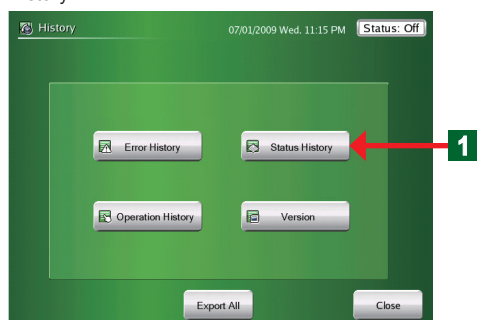 History
07/01/2009 Wed. 11:15 PM
Status: Off
Error History
Status History
1
Operation History
Version
Export All
Close